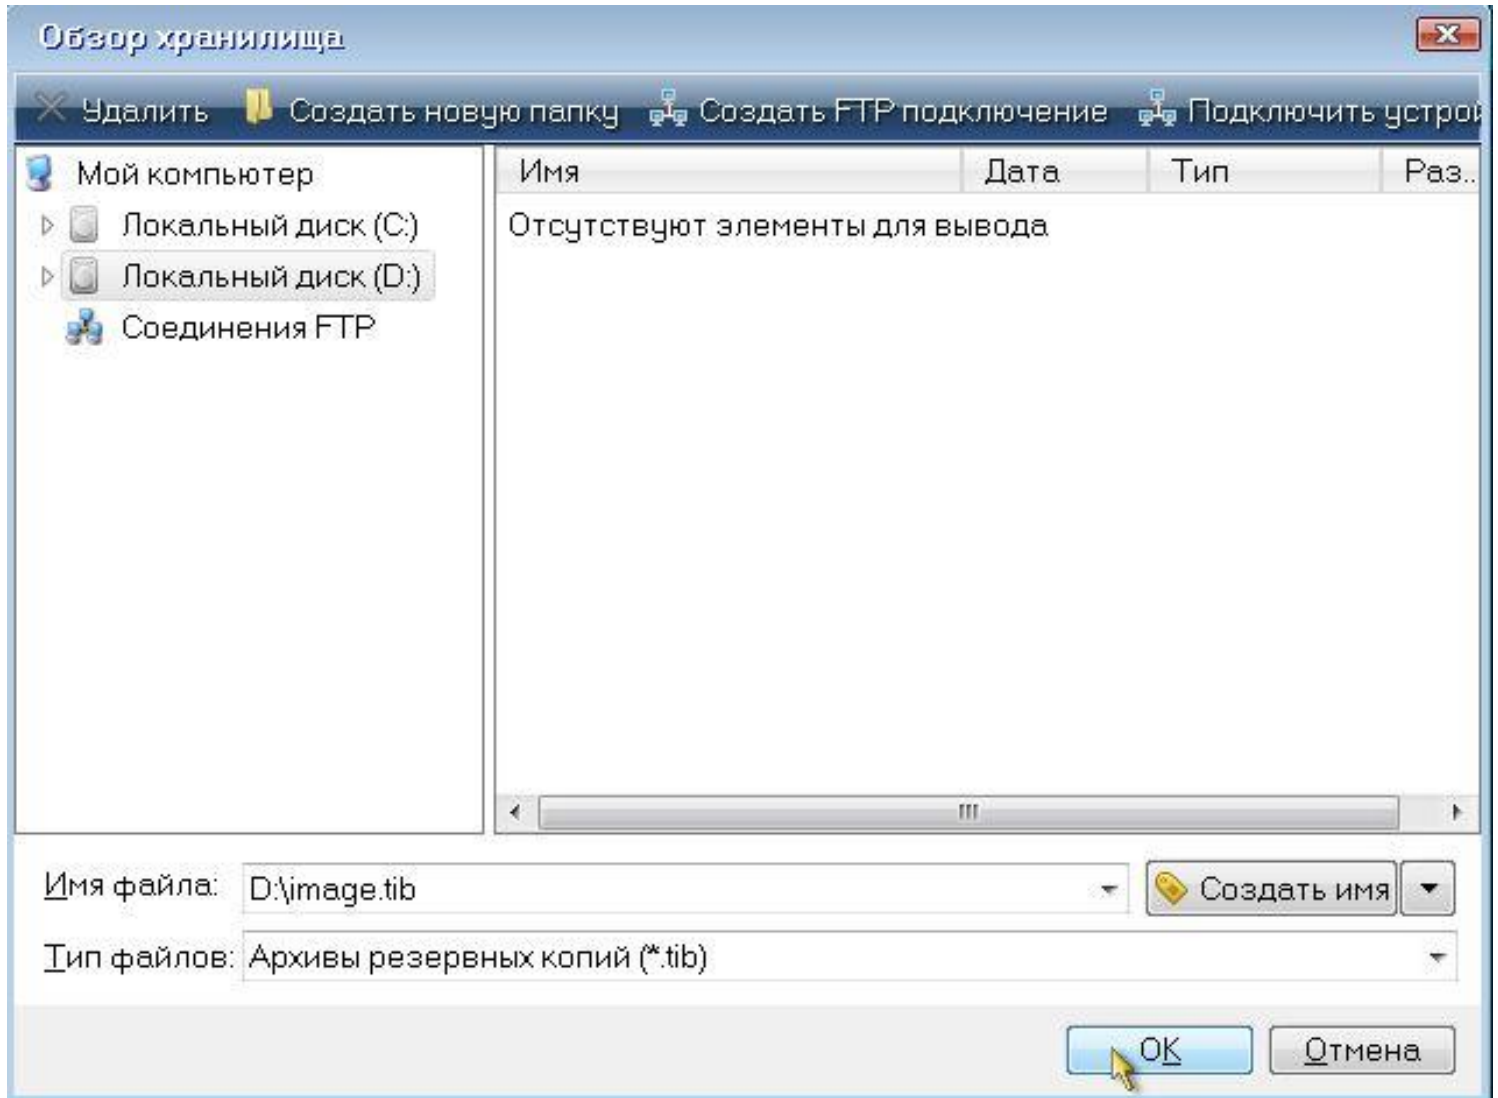 Обзор хранилища
Удалить Создать новую папку Создать FTP подключение Подключить устрой
Мой компьютер
Локальный диск (C:)
Локальный диск (D:)
Соединения FTP
Имя Дата Тип Раз...
Отсутствуют элементы для вывода
Имя файла: D:\image.tib Создать имя
Тип файлов: Архивы резервных копий (*.tib)
OK Отмена